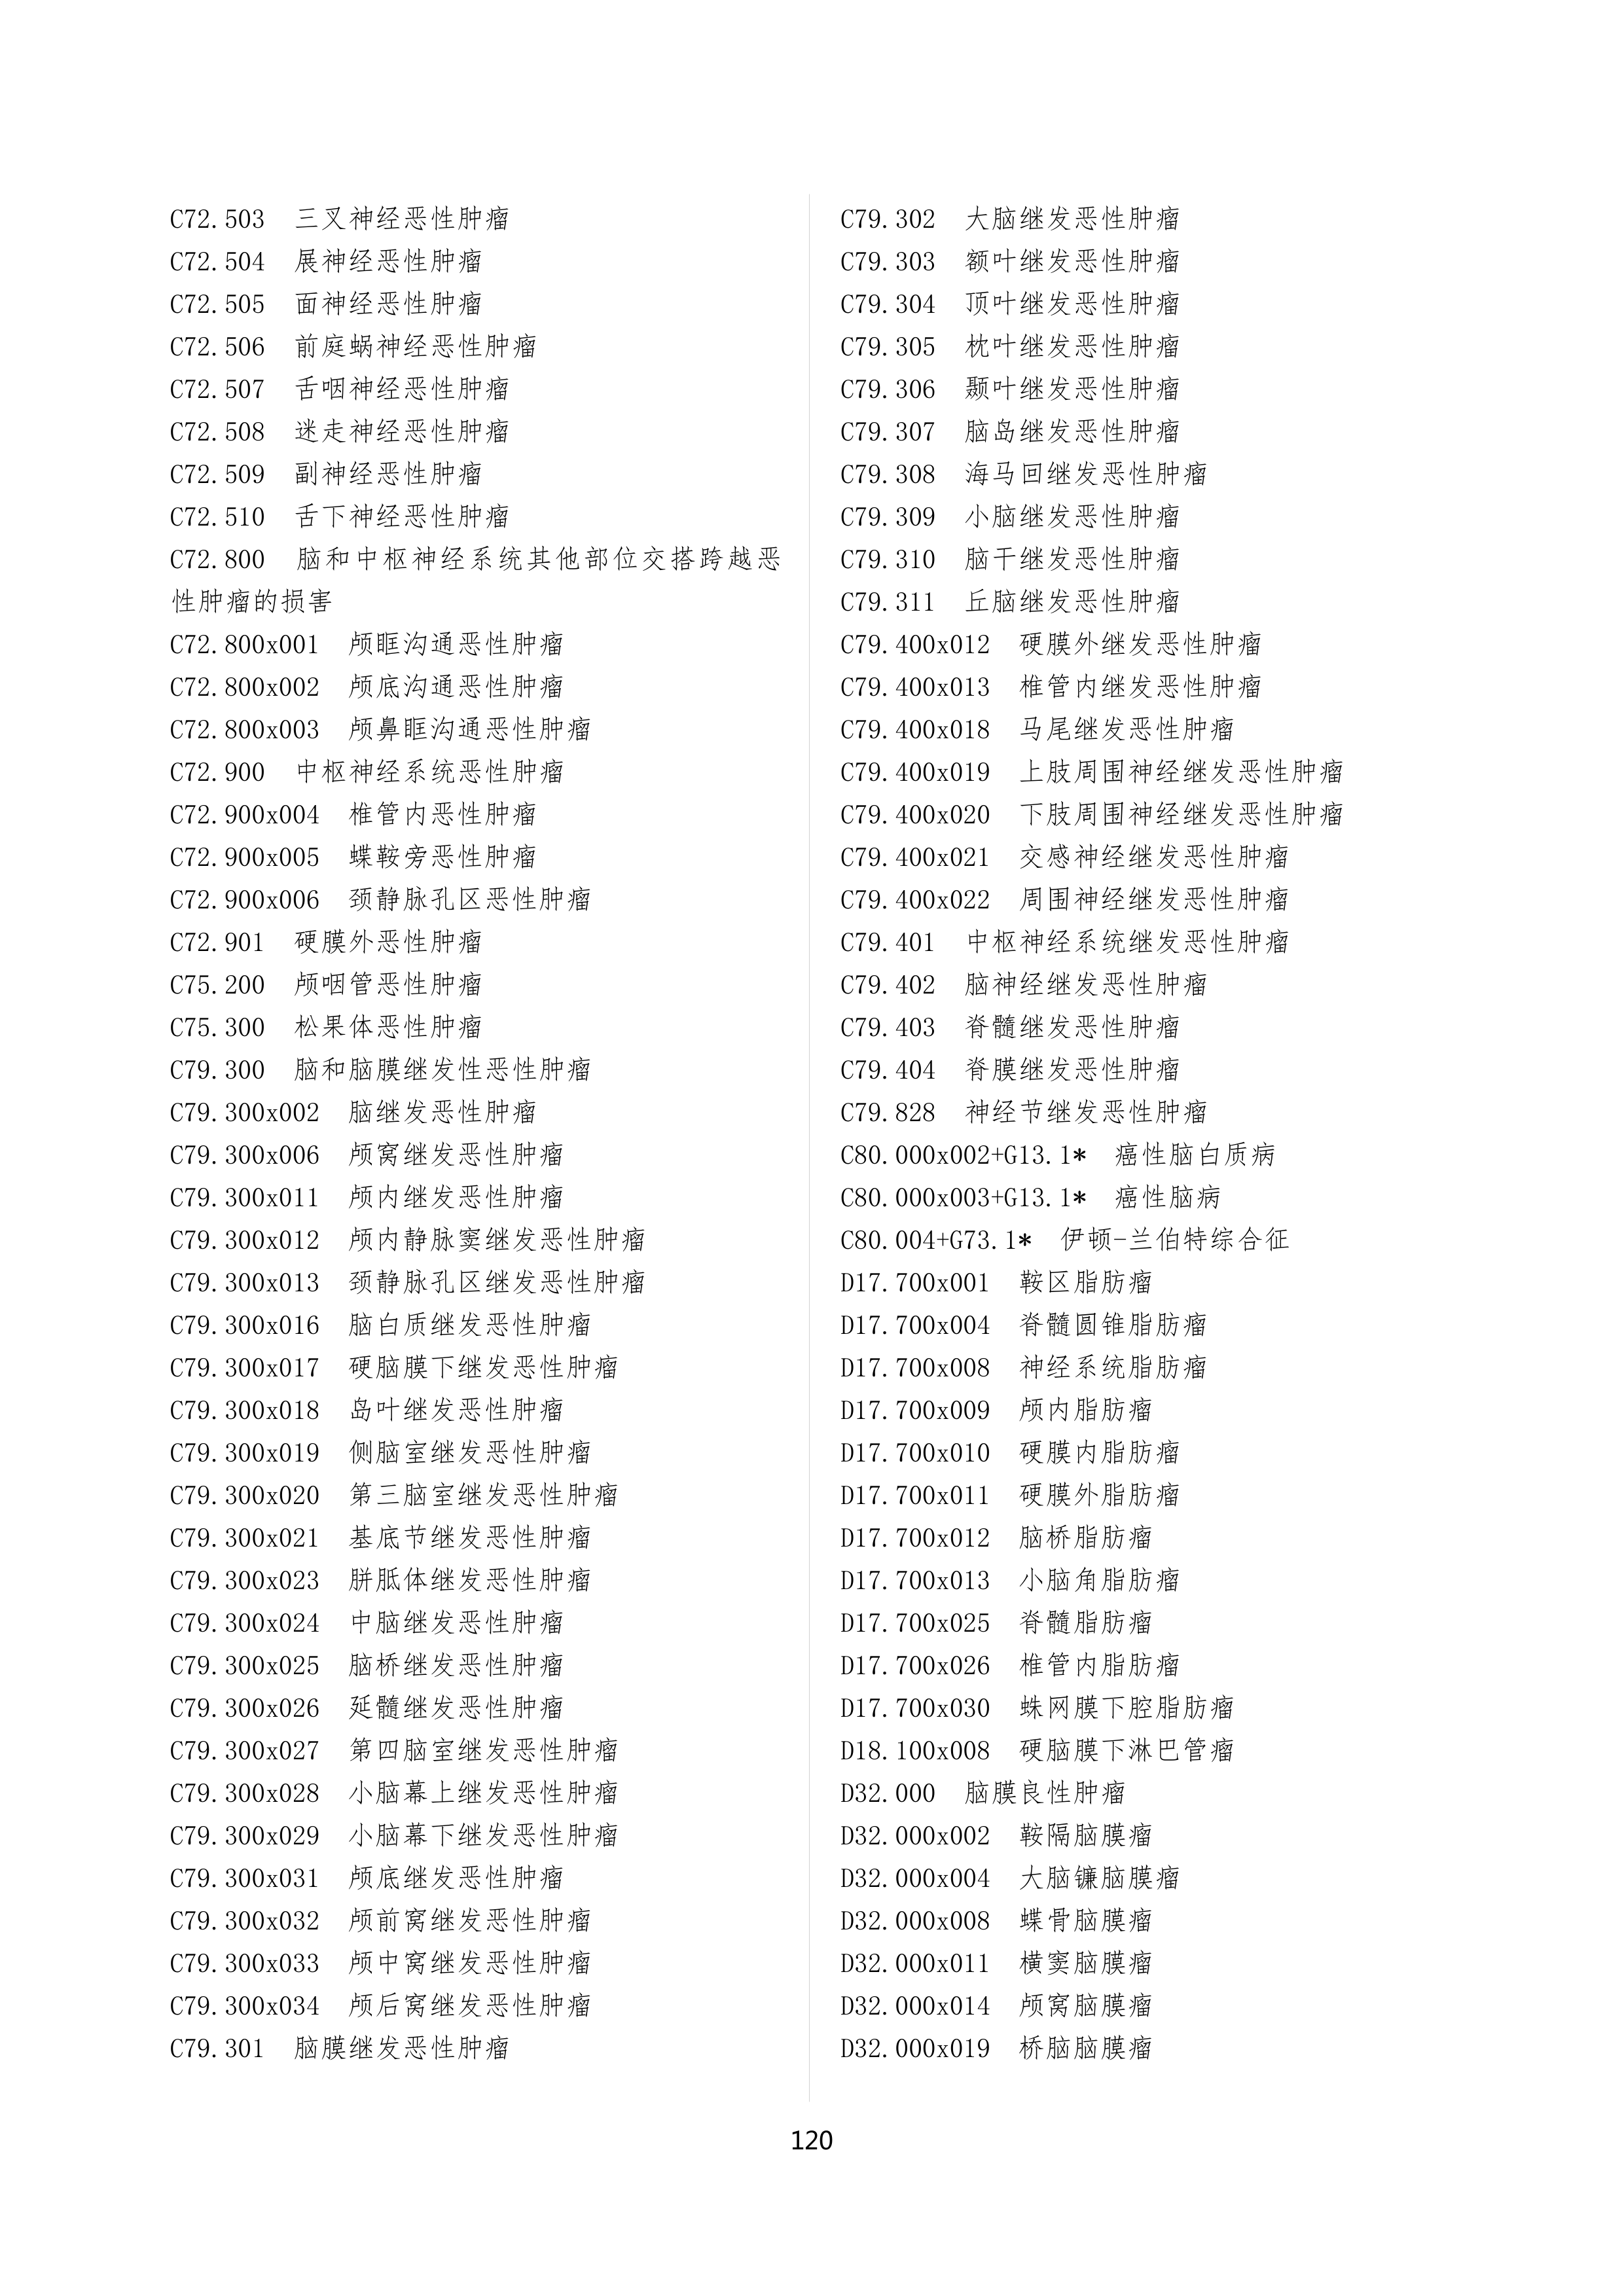 C72.503 三叉神经恶性肿瘤
C72.504 展神经恶性肿瘤
C72.505 面神经恶性肿瘤
C72.506 前庭蜗神经恶性肿瘤
C72.507 舌咽神经恶性肿瘤
C72.508 迷走神经恶性肿瘤
C72.509 副神经恶性肿瘤
C72.510 舌下神经恶性肿瘤
C72.800 脑和中枢神经系统其他部位交搭跨越恶
性肿瘤的损害
C72.800x001 颅眶沟通恶性肿瘤
C72.800x002 颅底沟通恶性肿瘤
C72.800x003 颅鼻眶沟通恶性肿瘤
C72.900 中枢神经系统恶性肿瘤
C72.900x004 椎管内恶性肿瘤
C72.900x005 蝶鞍旁恶性肿瘤
C72.900x006 颈静脉孔区恶性肿瘤
C72.901 硬膜外恶性肿瘤
C75.200 颅咽管恶性肿瘤
C75.300 松果体恶性肿瘤
C79.300 脑和脑膜继发性恶性肿瘤
C79.300x002 脑继发恶性肿瘤
C79.300x006 颅窝继发恶性肿瘤
C79.300x011 颅内继发恶性肿瘤
C79.300x012 颅内静脉窦继发恶性肿瘤
C79.300x013 颈静脉孔区继发恶性肿瘤
C79.300x016 脑白质继发恶性肿瘤
C79.300x017 硬脑膜下继发恶性肿瘤
C79.300x018 岛叶继发恶性肿瘤
C79.300x019 侧脑室继发恶性肿瘤
C79.300x020 第三脑室继发恶性肿瘤
C79.300x021 基底节继发恶性肿瘤
C79.300x023 胼胝体继发恶性肿瘤
C79.300x024 中脑继发恶性肿瘤
C79.300x025 脑桥继发恶性肿瘤
C79.300x026 延髓继发恶性肿瘤
C79.300x027 第四脑室继发恶性肿瘤
C79.300x028 小脑幕上继发恶性肿瘤
C79.300x029 小脑幕下继发恶性肿瘤
C79.300x031 颅底继发恶性肿瘤
C79.300x032 颅前窝继发恶性肿瘤
C79.300x033 颅中窝继发恶性肿瘤
C79.300x034 颅后窝继发恶性肿瘤
C79.301 脑膜继发恶性肿瘤
C79.302 大脑继发恶性肿瘤
C79.303 额叶继发恶性肿瘤
C79.304 顶叶继发恶性肿瘤
C79.305 枕叶继发恶性肿瘤
C79.306 颞叶继发恶性肿瘤
C79.307 脑岛继发恶性肿瘤
C79.308 海马回继发恶性肿瘤
C79.309 小脑继发恶性肿瘤
C79.310 脑干继发恶性肿瘤
C79.311 丘脑继发恶性肿瘤
C79.400x012 硬膜外继发恶性肿瘤
C79.400x013 椎管内继发恶性肿瘤
C79.400x018 马尾继发恶性肿瘤
C79.400x019 上肢周围神经继发恶性肿瘤
C79.400x020 下肢周围神经继发恶性肿瘤
C79.400x021 交感神经继发恶性肿瘤
C79.400x022 周围神经继发恶性肿瘤
C79.401 中枢神经系统继发恶性肿瘤
C79.402 脑神经继发恶性肿瘤
C79.403 脊髓继发恶性肿瘤
C79.404 脊膜继发恶性肿瘤
C79.828 神经节继发恶性肿瘤
C80.000x002+G13.1* 癌性脑白质病
C80.000x003+G13.1* 癌性脑病
C80.004+G73.1* 伊顿-兰伯特综合征
D17.700x001 鞍区脂肪瘤
D17.700x004 脊髓圆锥脂肪瘤
D17.700x008 神经系统脂肪瘤
D17.700x009 颅内脂肪瘤
D17.700x010 硬膜内脂肪瘤
D17.700x011 硬膜外脂肪瘤
D17.700x012 脑桥脂肪瘤
D17.700x013 小脑角脂肪瘤
D17.700x025 脊髓脂肪瘤
D17.700x026 椎管内脂肪瘤
D17.700x030 蛛网膜下腔脂肪瘤
D18.100x008 硬脑膜下淋巴管瘤
D32.000 脑膜良性肿瘤
D32.000x002 鞍隔脑膜瘤
D32.000x004 大脑镰脑膜瘤
D32.000x008 蝶骨脑膜瘤
D32.000x011 横窦脑膜瘤
D32.000x014 颅窝脑膜瘤
D32.000x019 桥脑脑膜瘤
120